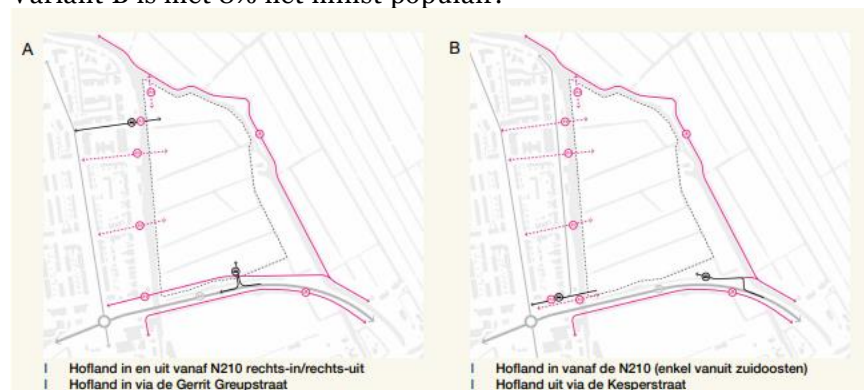 Variant B is met 8% het minst populair.
A
B
Hofland in en uit vanaf N210 rechts-in/rechts-uit
Hofland in via de Gerrit Greupstraat
Hofland in vanaf de N210 (enkel vanuit zuidoosten)
Hofland uit via de Kesperstraat